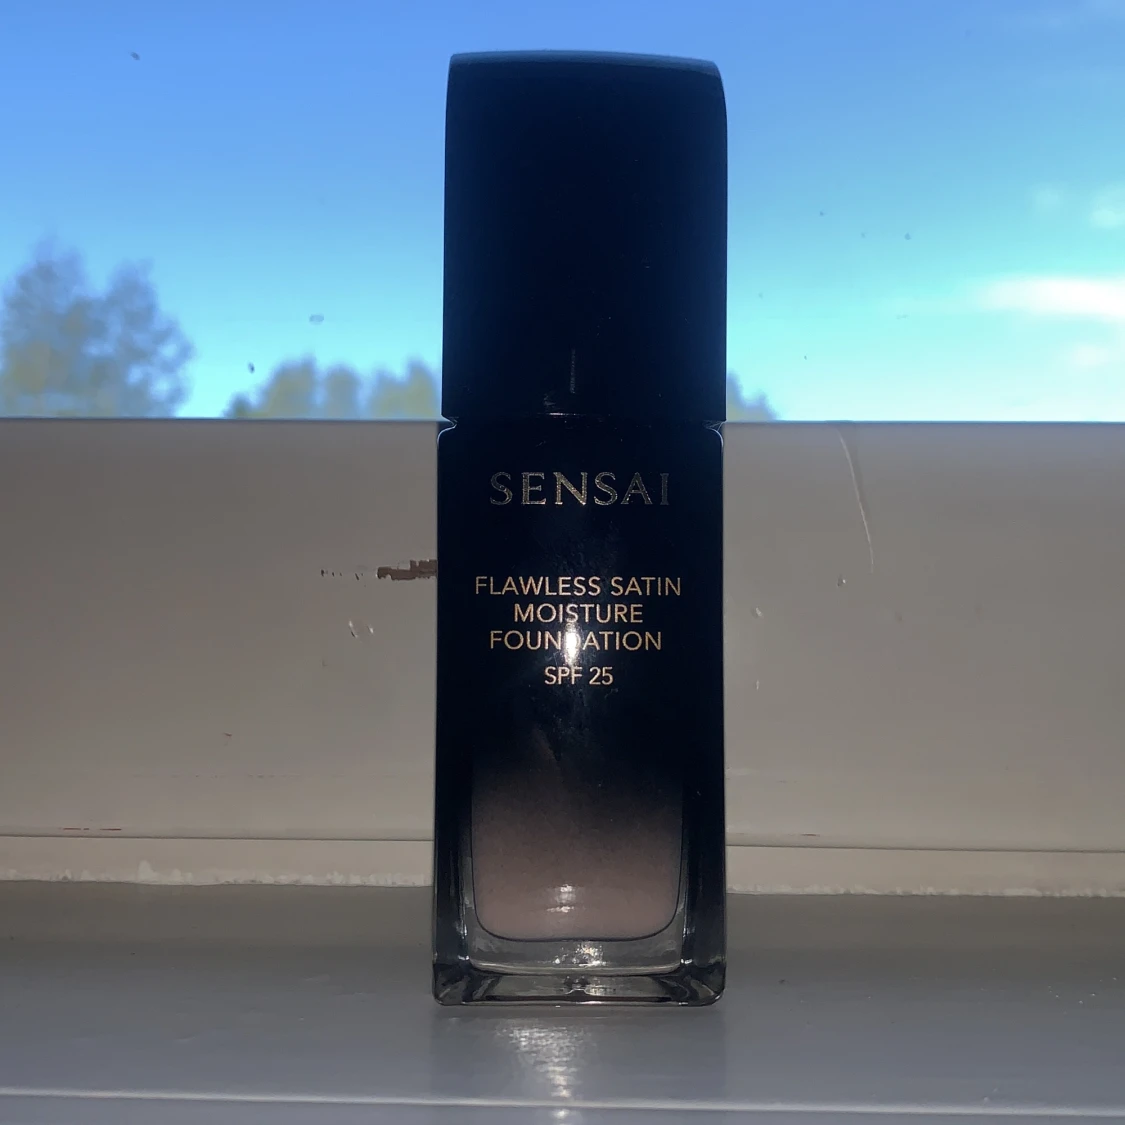 SENSAI
FLAWLESS SATIN
MOISTURE
FOUNDATION
SPF 25